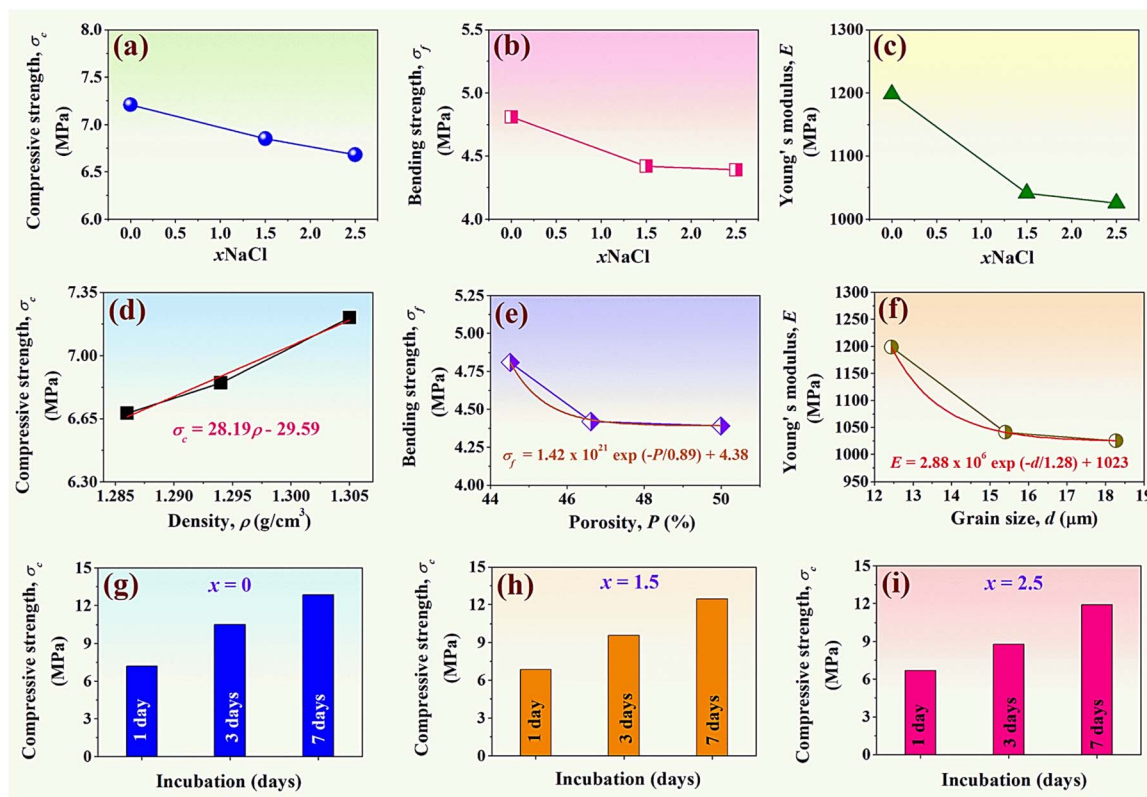 (a)
Compressive strength, σc
(MPa)
8.0
7.5
7.0
6.5
6.0
0.0 0.5 1.0 1.5 2.0 2.5
xNaCl
(b)
Bending strength, σf
(MPa)
5.5
5.0
4.5
4.0
0.0 0.5 1.0 1.5 2.0 2.5
xNaCl
(c)
Young' s modulus, E
(MPa)
1300
1200
1100
1000
0.0 0.5 1.0 1.5 2.0 2.5
xNaCl
(d)
Compressive strength, σc
(MPa)
7.35
7.00
6.65
6.30
σc = 28.19ρ - 29.59
1.285 1.290 1.295 1.300 1.305
Density, ρ (g/cm³)
(e)
Bending strength, σf
(MPa)
5.25
5.00
4.75
4.50
4.25
4.00
σf = 1.42 x 10²¹ exp (-P/0.89) + 4.38
44 46 48 50
Porosity, P (%)
(f)
Young' s modulus, E
(MPa)
1300
1250
1200
1150
1100
1050
1000
950
E = 2.88 x 10⁶ exp (-d/1.28) + 1023
12 13 14 15 16 17 18 19
Grain size, d (μm)
(g)
x = 0
Compressive strength, σc
(MPa)
15
12
9
6
3
0
1 day
3 days
7 days
Incubation (days)
(h)
x = 1.5
Compressive strength, σc
(MPa)
15
12
9
6
3
0
1 day
3 days
7 days
Incubation (days)
(i)
x = 2.5
Compressive strength, σc
(MPa)
15
12
9
6
3
0
1 day
3 days
7 days
Incubation (days)